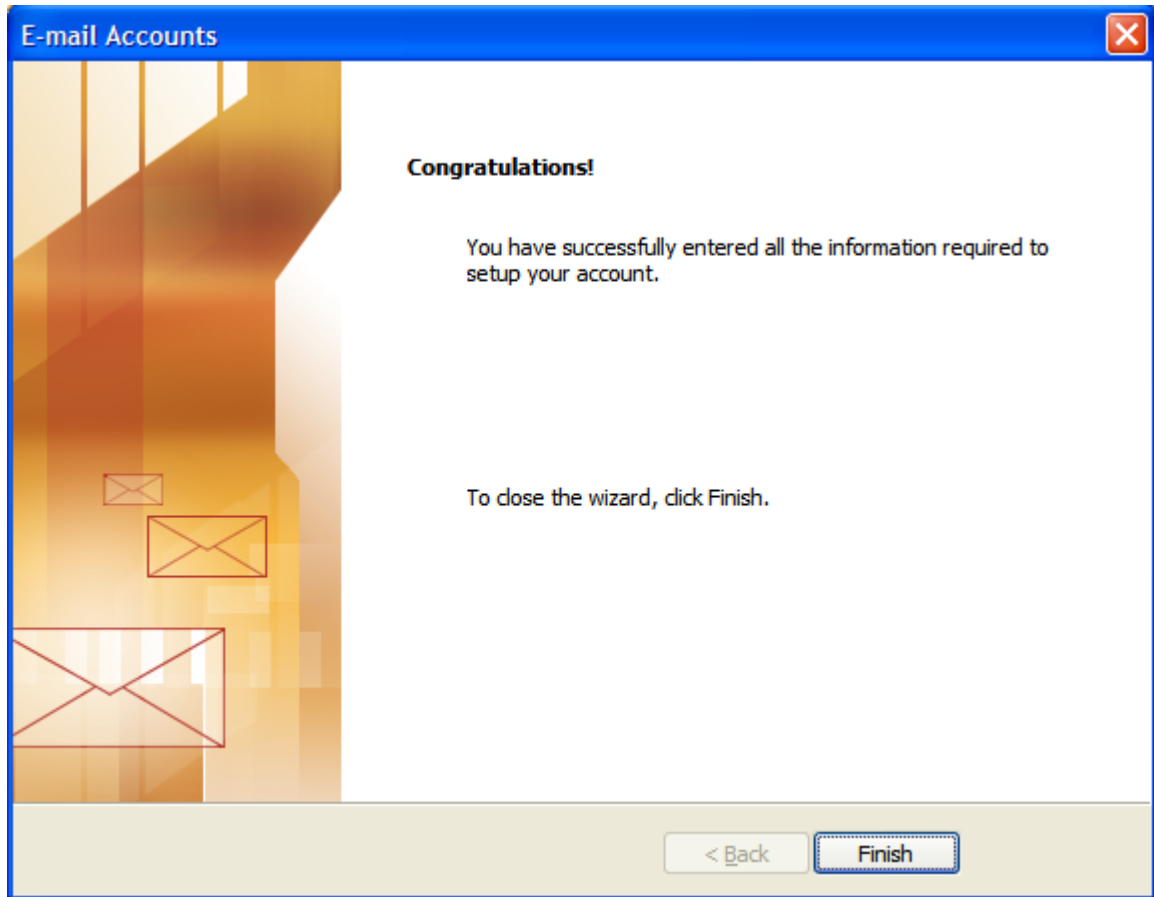 E-mail Accounts
Congratulations!
You have successfully entered all the information required to
setup your account.
To close the wizard, click Finish.
< Back
Finish